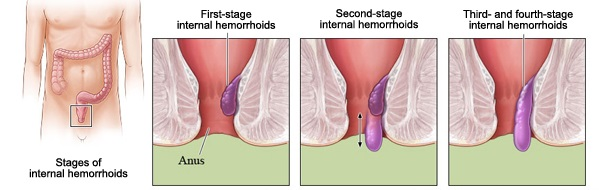 First-stage
internal hemorrhoids
Second-stage
internal hemorrhoids
Third- and fourth-stage
internal hemorrhoids
Anus
Stages of
internal hemorrhoids